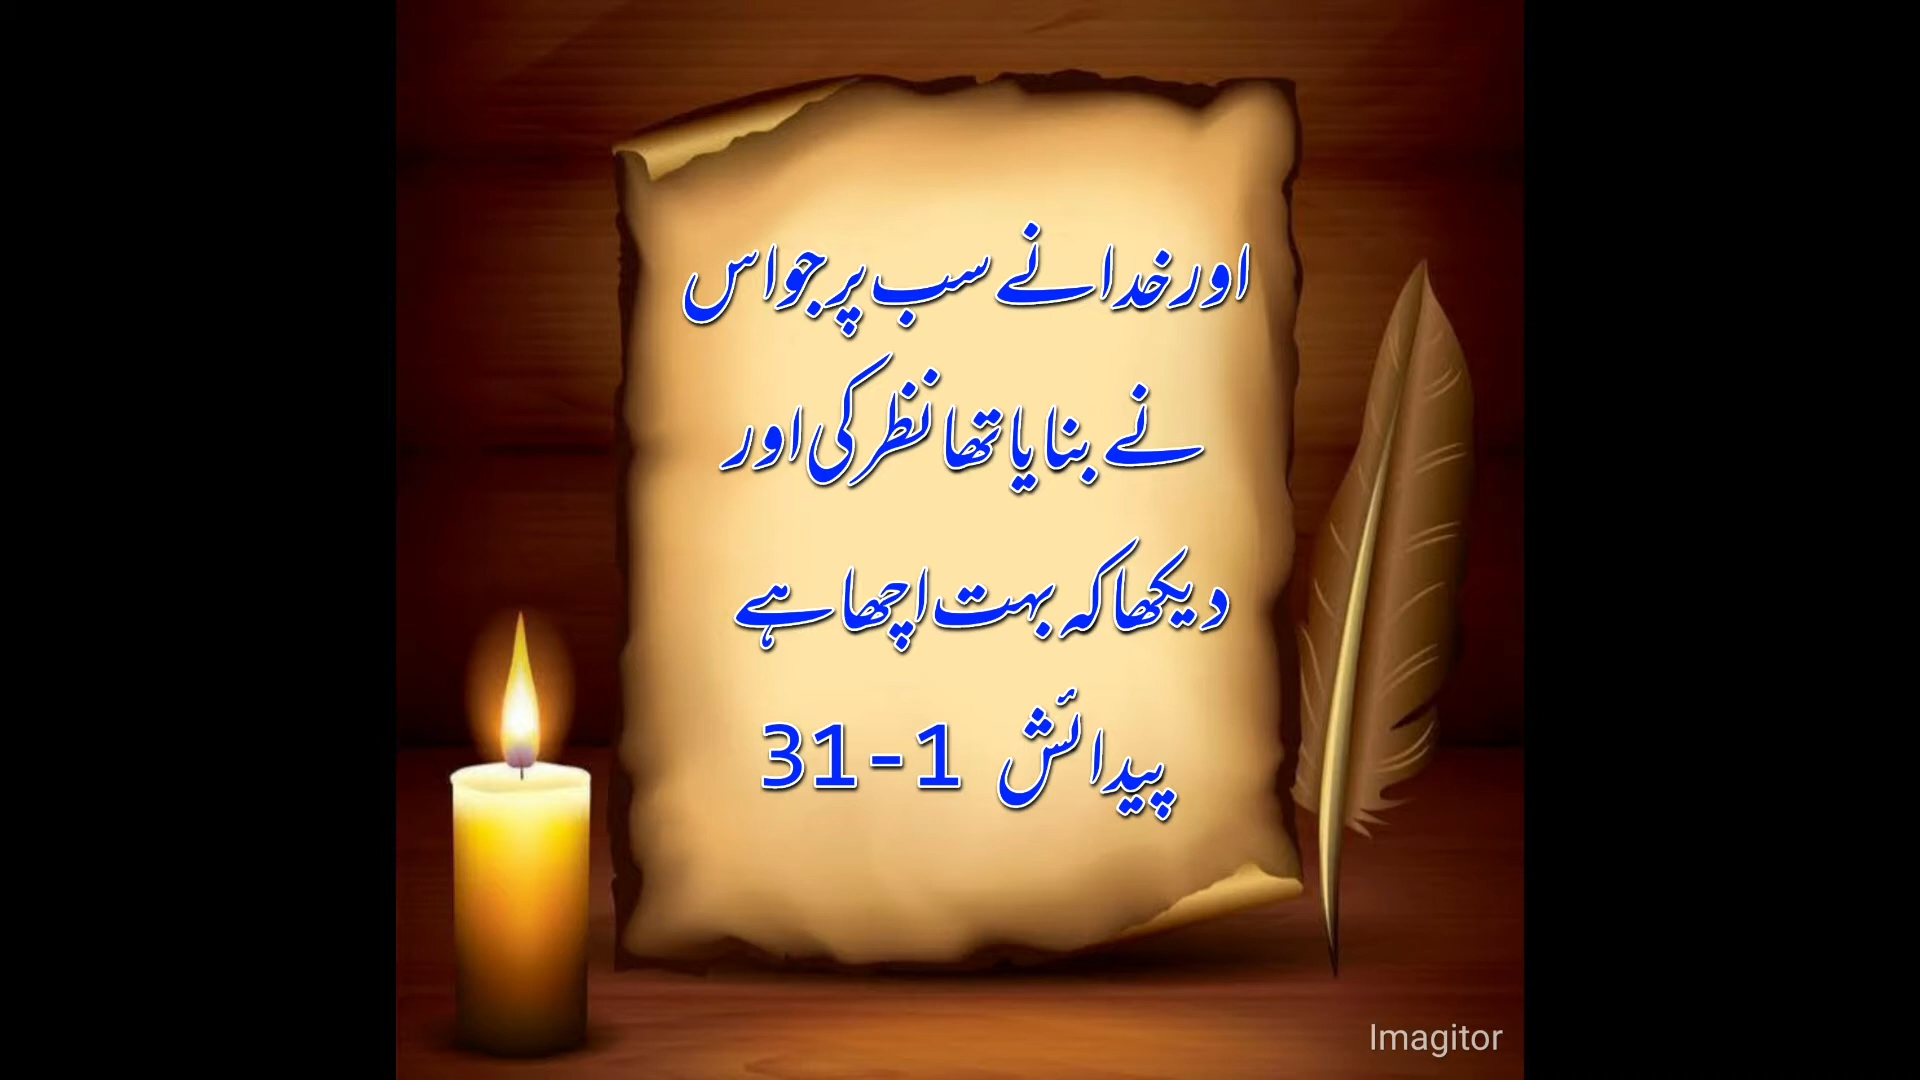 اور خدا نے سب پر جو اس
نے بنایا تھا نظر کی اور
دیکھا کہ بہت اچھا ہے
پیدائش 1-31
Imagitor